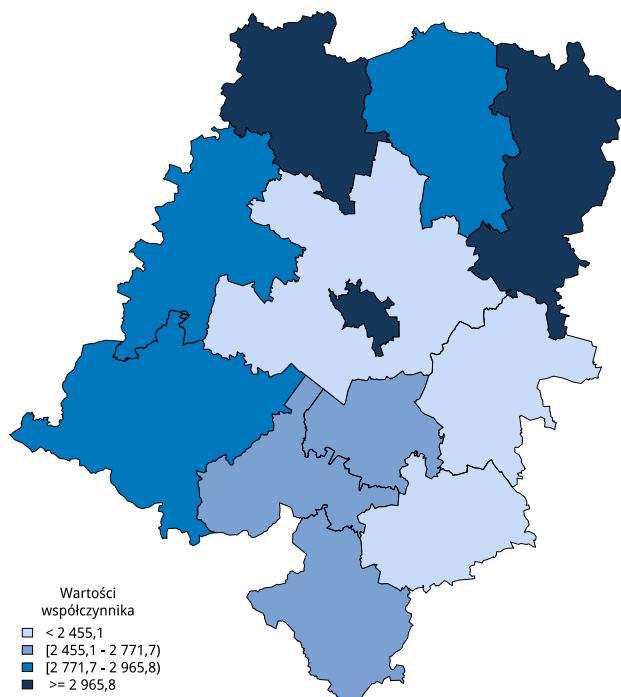 Wartości
współczynnika
< 2 455,1
[2 455,1 - 2 771,7)
[2 771,7 - 2 965,8)
>= 2 965,8